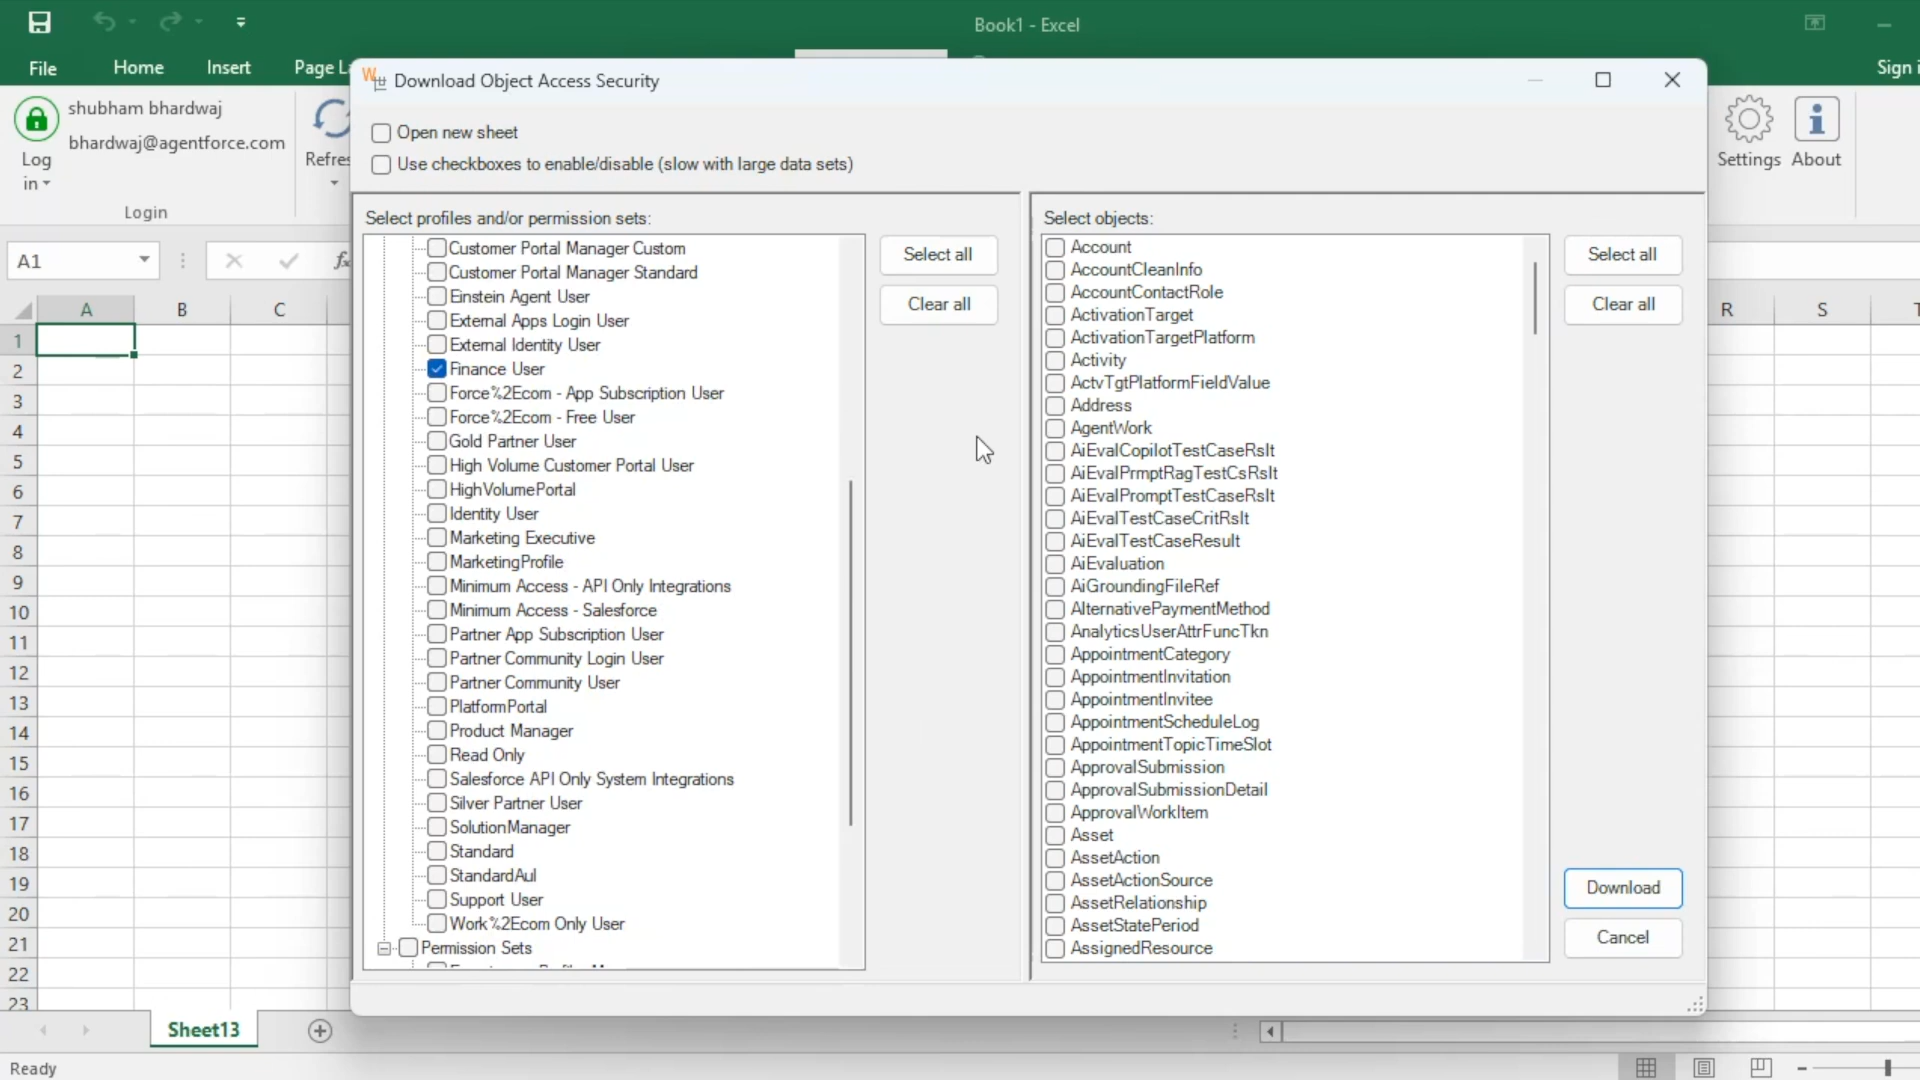 Book1 - Excel
File
Home
Insert
Sign
shubham bhardwaj
bhardwaj@agentforce.com
Log
in
Login
Settings
About
Download Object Access Security
Open new sheet
Use checkboxes to enable/disable (slow with large data sets)
A1
fx
A B C R S
1
2
3
4
5
6
7
8
9
10
11
12
13
14
15
16
17
18
19
20
21
22
23
Select profiles and/or permission sets:
Customer Portal Manager Custom
Customer Portal Manager Standard
Einstein Agent User
External Apps Login User
External Identity User
Finance User
Force%2Ecom - App Subscription User
Force%2Ecom - Free User
Gold Partner User
High Volume Customer Portal User
HighVolumePortal
Identity User
Marketing Executive
MarketingProfile
Minimum Access - API Only Integrations
Minimum Access - Salesforce
Partner App Subscription User
Partner Community Login User
Partner Community User
PlatformPortal
Product Manager
Read Only
Salesforce API Only System Integrations
Silver Partner User
SolutionManager
Standard
StandardAul
Support User
Work%2Ecom Only User
Permission Sets
Select all
Clear all
Select objects:
Account
AccountCleanInfo
AccountContactRole
ActivationTarget
ActivationTargetPlatform
Activity
ActvTgtPlatformFieldValue
Address
AgentWork
AiEvalCopilotTestCaseRslt
AiEvalPrmptRagTestCsRslt
AiEvalPromptTestCaseRslt
AiEvalTestCaseCritRslt
AiEvalTestCaseResult
AiEvaluation
AiGroundingFileRef
AlternativePaymentMethod
AnalyticsUserAttrFuncTkn
AppointmentCategory
AppointmentInvitation
AppointmentInvitee
AppointmentScheduleLog
AppointmentTopicTimeSlot
ApprovalSubmission
ApprovalSubmissionDetail
ApprovalWorkItem
Asset
AssetAction
AssetActionSource
AssetRelationship
AssetStatePeriod
AssignedResource
Select all
Clear all
Download
Cancel
Sheet13
Ready